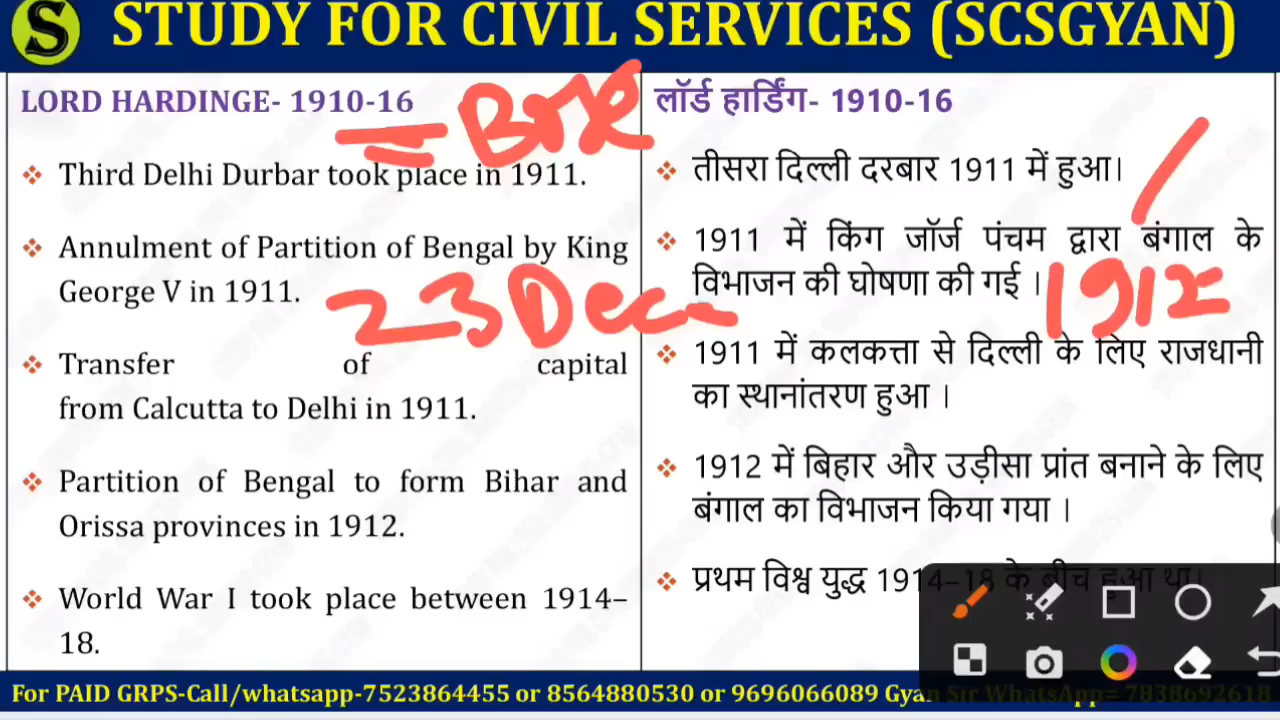 STUDY FOR CIVIL SERVICES (SCSGYAN)
S
LORD HARDINGE- 1910-16
Third Delhi Durbar took place in 1911.
Annulment of Partition of Bengal by King
George V in 1911.
23 Dec
Transfer of capital
from Calcutta to Delhi in 1911.
Partition of Bengal to form Bihar and
Orissa provinces in 1912.
World War I took place between 1914–
18.
लॉर्ड हार्डिंग- 1910-16
तीसरा दिल्ली दरबार 1911 में हुआ।
1911 में किंग जॉर्ज पंचम द्वारा बंगाल के
विभाजन की घोषणा की गई ।
1912
1911 में कलकत्ता से दिल्ली के लिए राजधानी
का स्थानांतरण हुआ ।
1912 में बिहार और उड़ीसा प्रांत बनाने के लिए
बंगाल का विभाजन किया गया ।
प्रथम विश्व युद्ध 1914–18 के बीच हुआ था।
For PAID GRPS-Call/whatsapp-7523864455 or 8564880530 or 9696066089 Gyan Sir WhatsApp= 7838692618